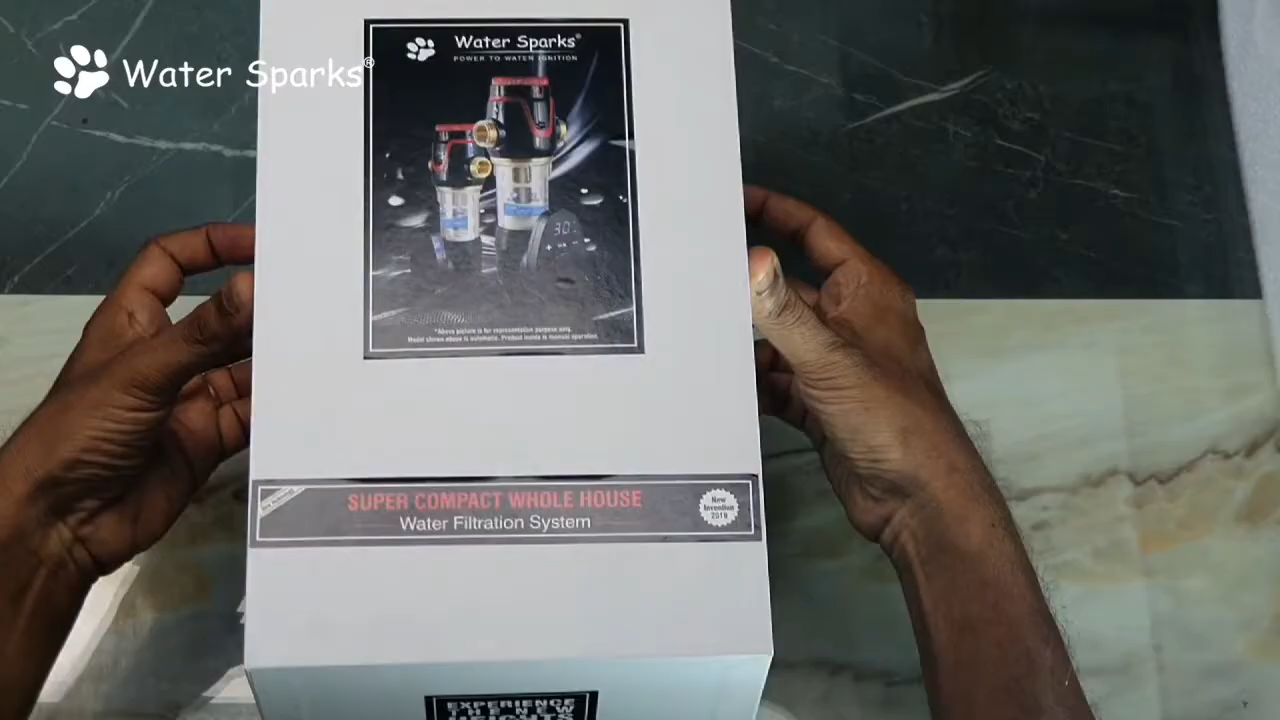 Water Sparks®
Water Sparks®
POWER TO WATER IGNITION
30
*Above picture is for representation purpose only.
Model shown above is automatic. Product inside is manual operation.
SUPER COMPACT WHOLE HOUSE
Water Filtration System
New
Invention
2019
EXPERIENCE
THE NEW
HEIGHTS